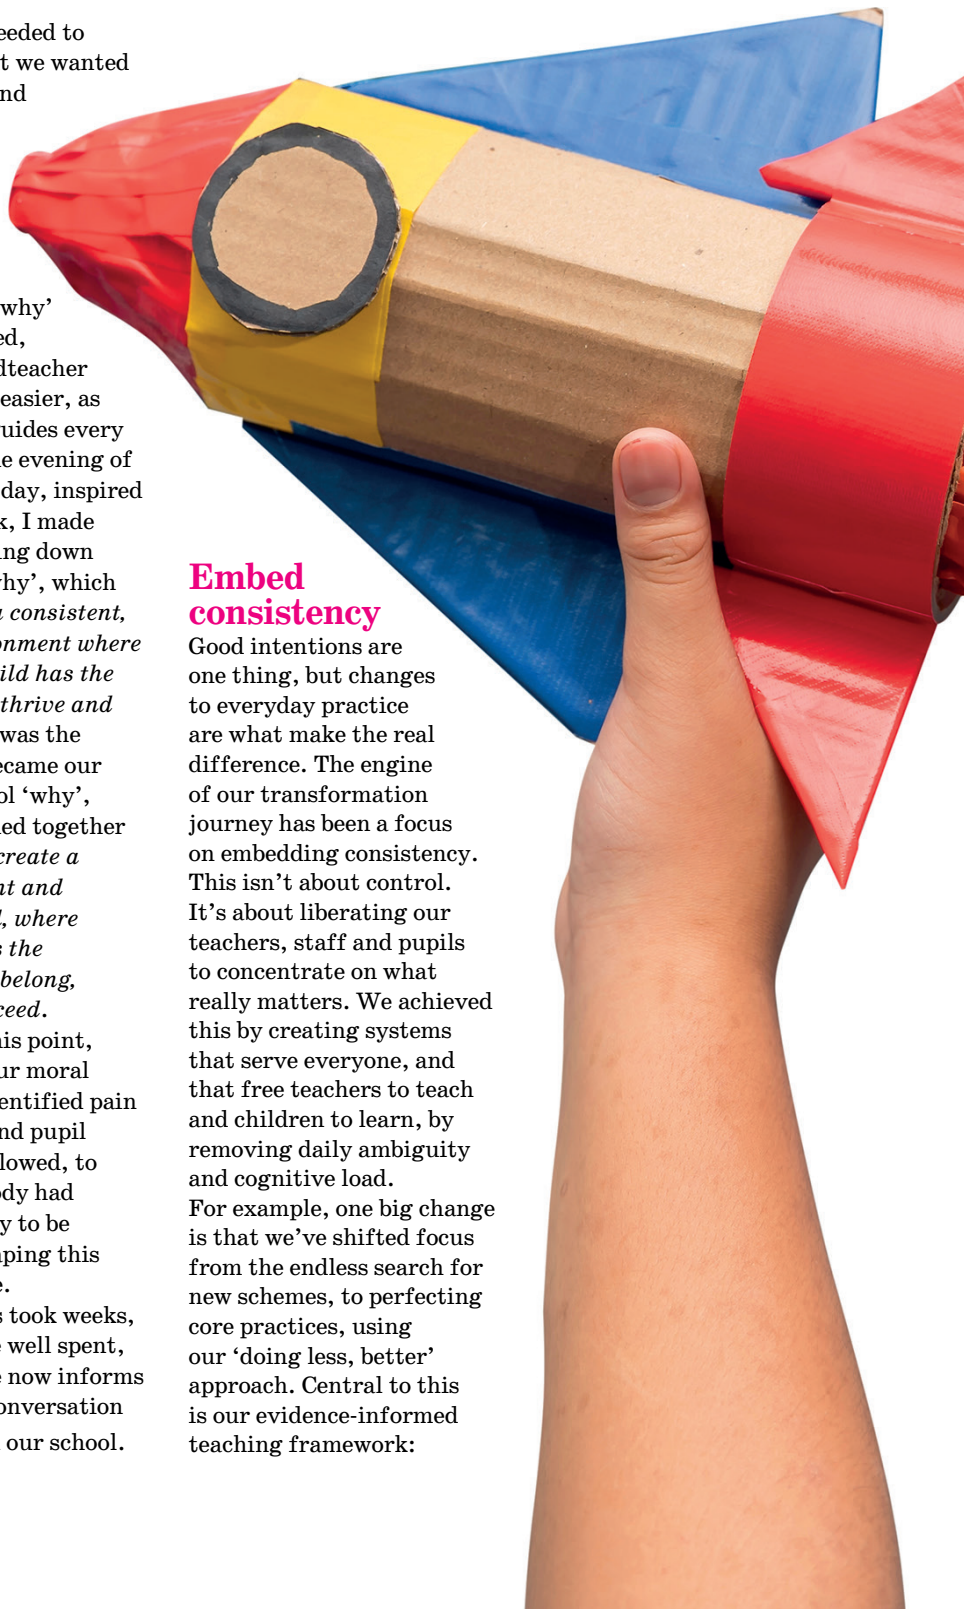 eeded to
t we wanted
nd
why’
ed,
dteacher
easier, as
uides every
e evening of
day, inspired
k, I made
ing down
hy’, which
a consistent,
onment where
ild has the
thrive and
was the
ecame our
ol ‘why’,
ed together
create a
nt and
l, where
s the
belong,
ceed.
his point,
ur moral
entified pain
nd pupil
lowed, to
ody had
y to be
aping this
e.
s took weeks,
e well spent,
e now informs
onversation
our school.
Embed
consistency
Good intentions are
one thing, but changes
to everyday practice
are what make the real
difference. The engine
of our transformation
journey has been a focus
on embedding consistency.
This isn’t about control.
It’s about liberating our
teachers, staff and pupils
to concentrate on what
really matters. We achieved
this by creating systems
that serve everyone, and
that free teachers to teach
and children to learn, by
removing daily ambiguity
and cognitive load.
For example, one big change
is that we’ve shifted focus
from the endless search for
new schemes, to perfecting
core practices, using
our ‘doing less, better’
approach. Central to this
is our evidence-informed
teaching framework: